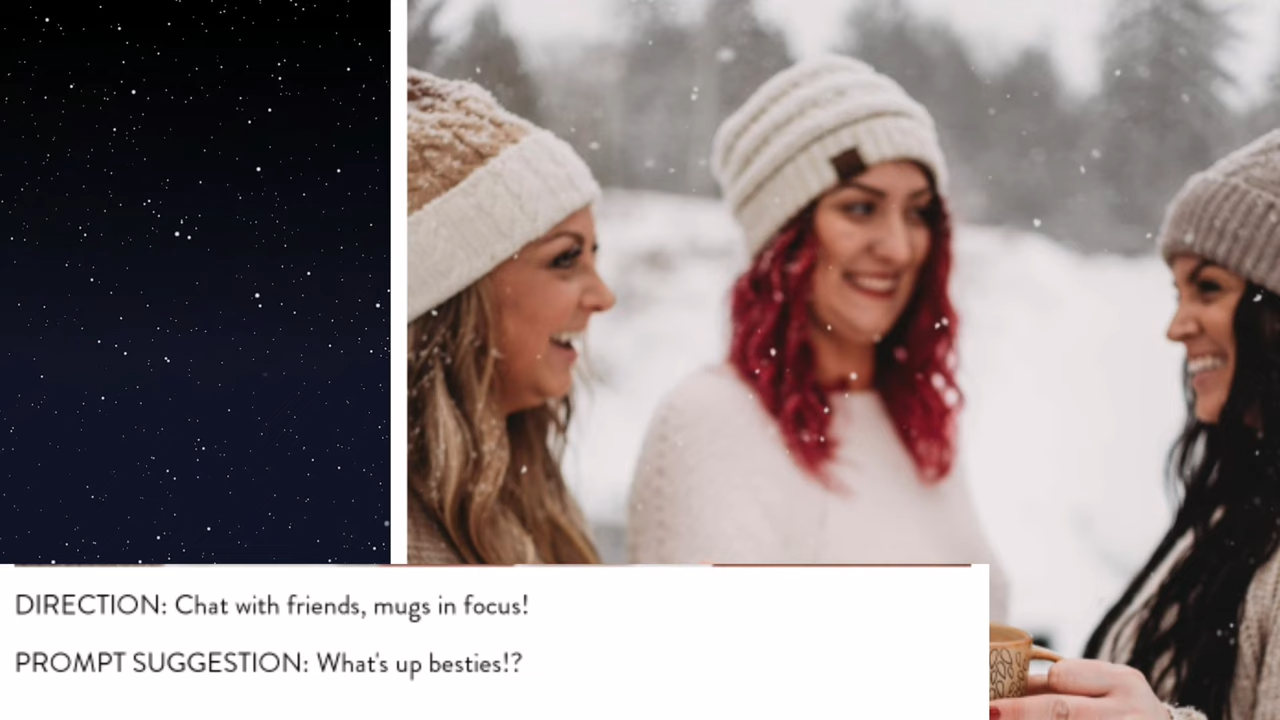 DIRECTION: Chat with friends, mugs in focus!
PROMPT SUGGESTION: What's up besties!?